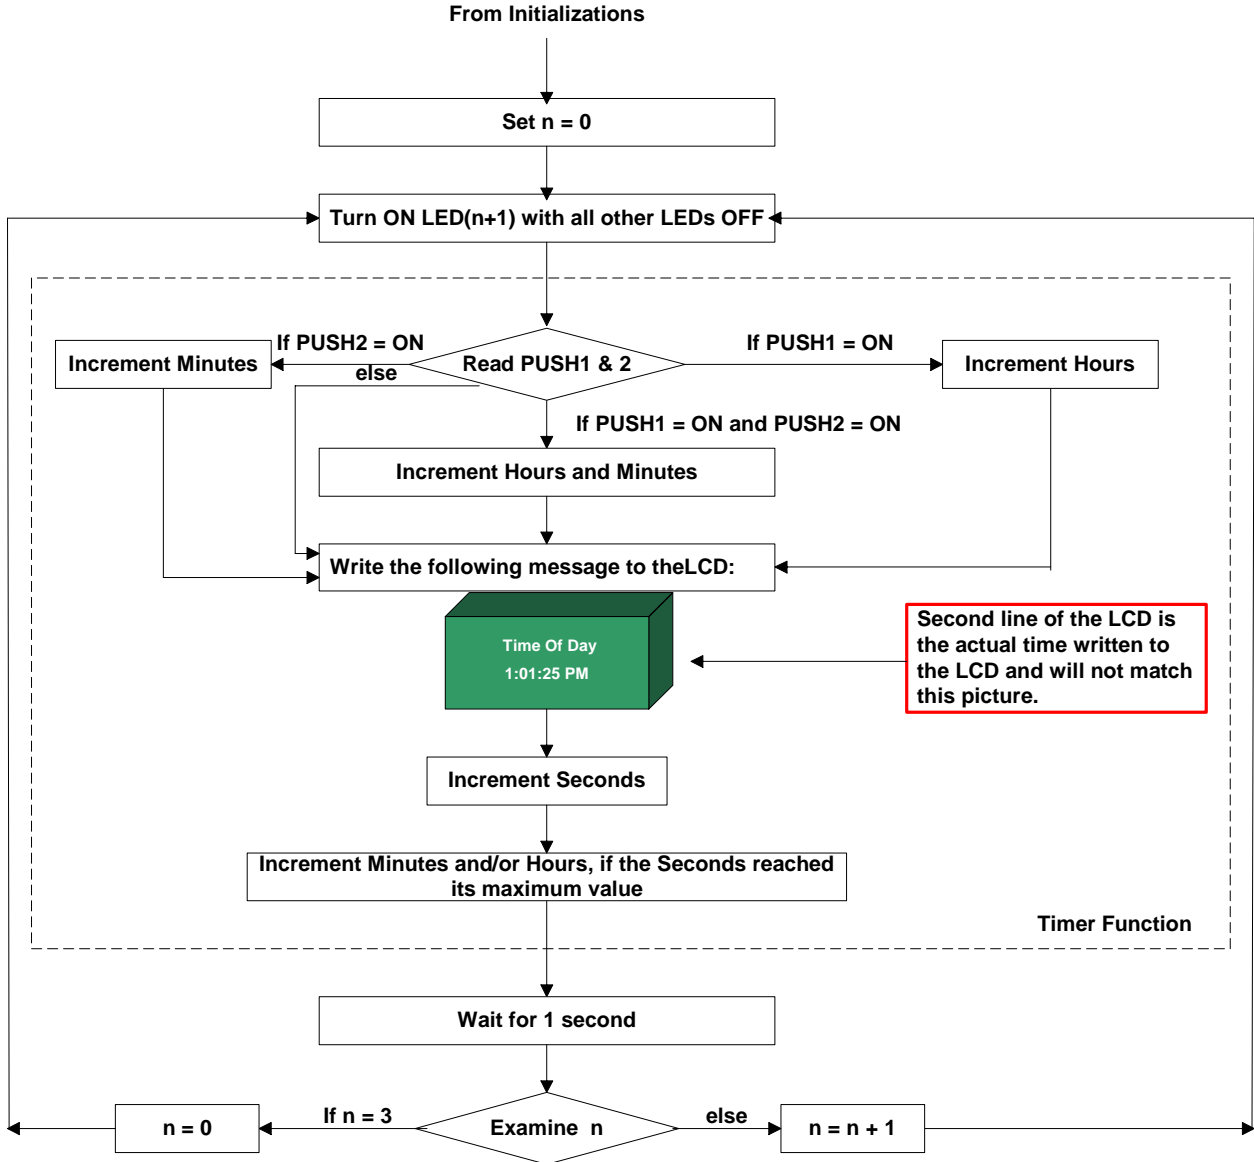 From Initializations
Set n = 0
Turn ON LED(n+1) with all other LEDs OFF
If PUSH2 = ON
If PUSH1 = ON
Increment Minutes
Read PUSH1 & 2
Increment Hours
else
If PUSH1 = ON and PUSH2 = ON
Increment Hours and Minutes
Write the following message to theLCD:
Time Of Day
1:01:25 PM
Second line of the LCD is
the actual time written to
the LCD and will not match
this picture.
Increment Seconds
Increment Minutes and/or Hours, if the Seconds reached
its maximum value
Timer Function
Wait for 1 second
n = 0
If n = 3
Examine n
else
n = n + 1